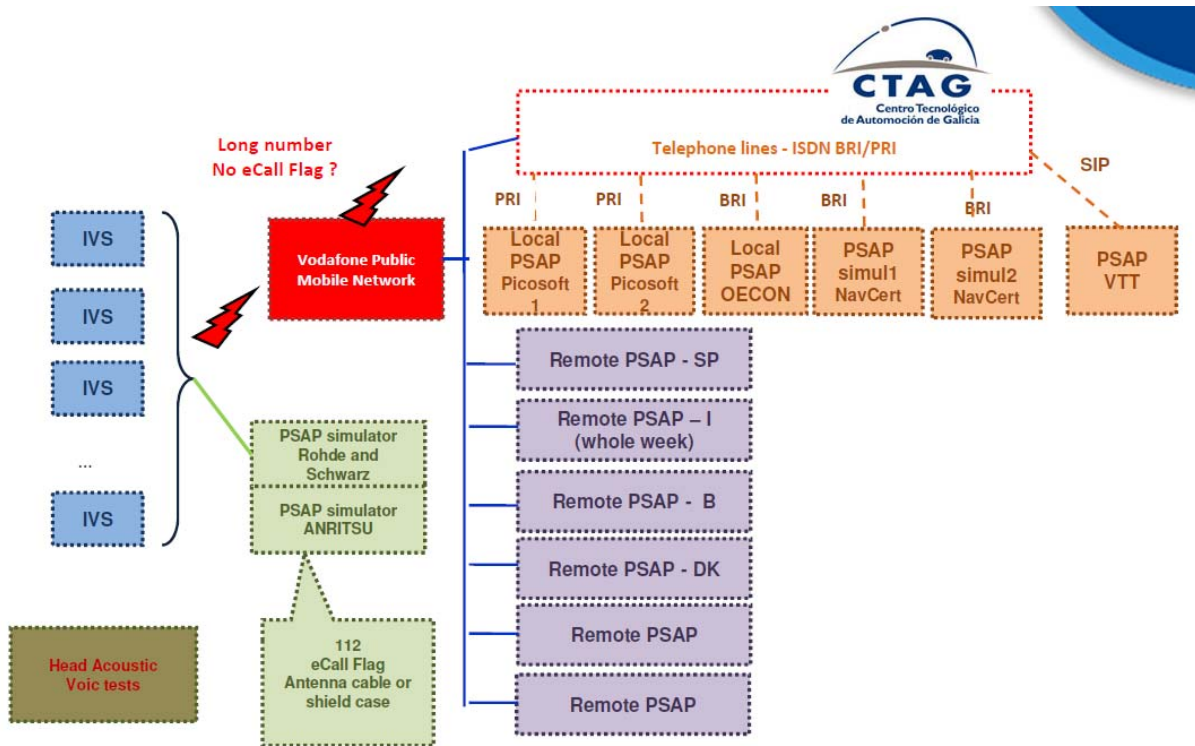 CTAG
Centro Tecnológico
de Automoción de Galicia
Telephone lines - ISDN BRI/PRI
Long number
No eCall Flag ?
SIP
PRI
PRI
BRI
BRI
BRI
IVS
IVS
IVS
...
IVS
Vodafone Public
Mobile Network
Local
PSAP
Picosoft
1
Local
PSAP
Picosoft
2
Local
PSAP
OECON
PSAP
simul1
NavCert
PSAP
simul2
NavCert
PSAP
VTT
Remote PSAP - SP
Remote PSAP – I
(whole week)
Remote PSAP - B
Remote PSAP - DK
Remote PSAP
Remote PSAP
PSAP simulator
Rohde and
Schwarz
PSAP simulator
ANRITSU
112
eCall Flag
Antenna cable or
shield case
Head Acoustic
Voic tests